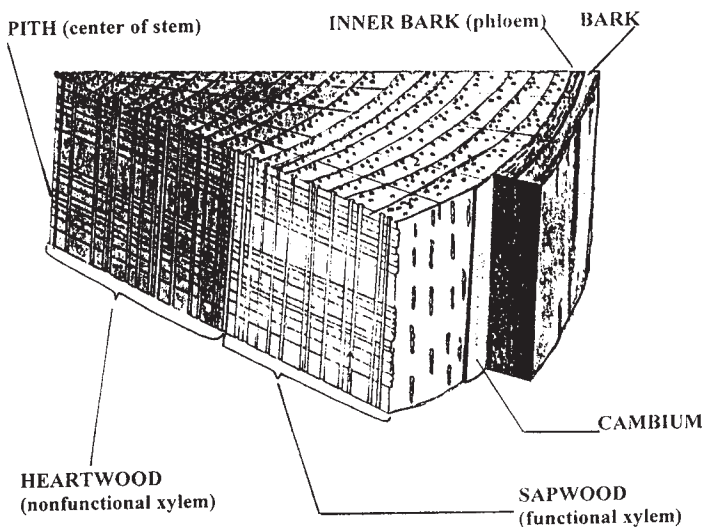 PITH (center of stem)
INNER BARK (phloem)
BARK
CAMBIUM
HEARTWOOD
(nonfunctional xylem)
SAPWOOD
(functional xylem)